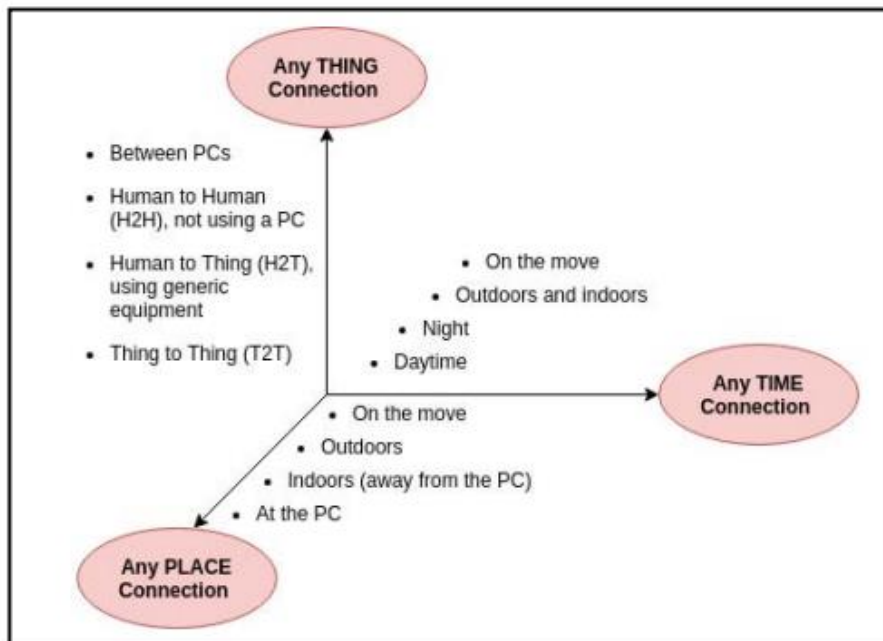 Any THING
Connection
• Between PCs
• Human to Human
(H2H), not using a PC
• Human to Thing (H2T),
using generic
equipment
• Thing to Thing (T2T)
• On the move
• Outdoors and indoors
• Night
• Daytime
Any TIME
Connection
• On the move
• Outdoors
• Indoors (away from the PC)
• At the PC
Any PLACE
Connection